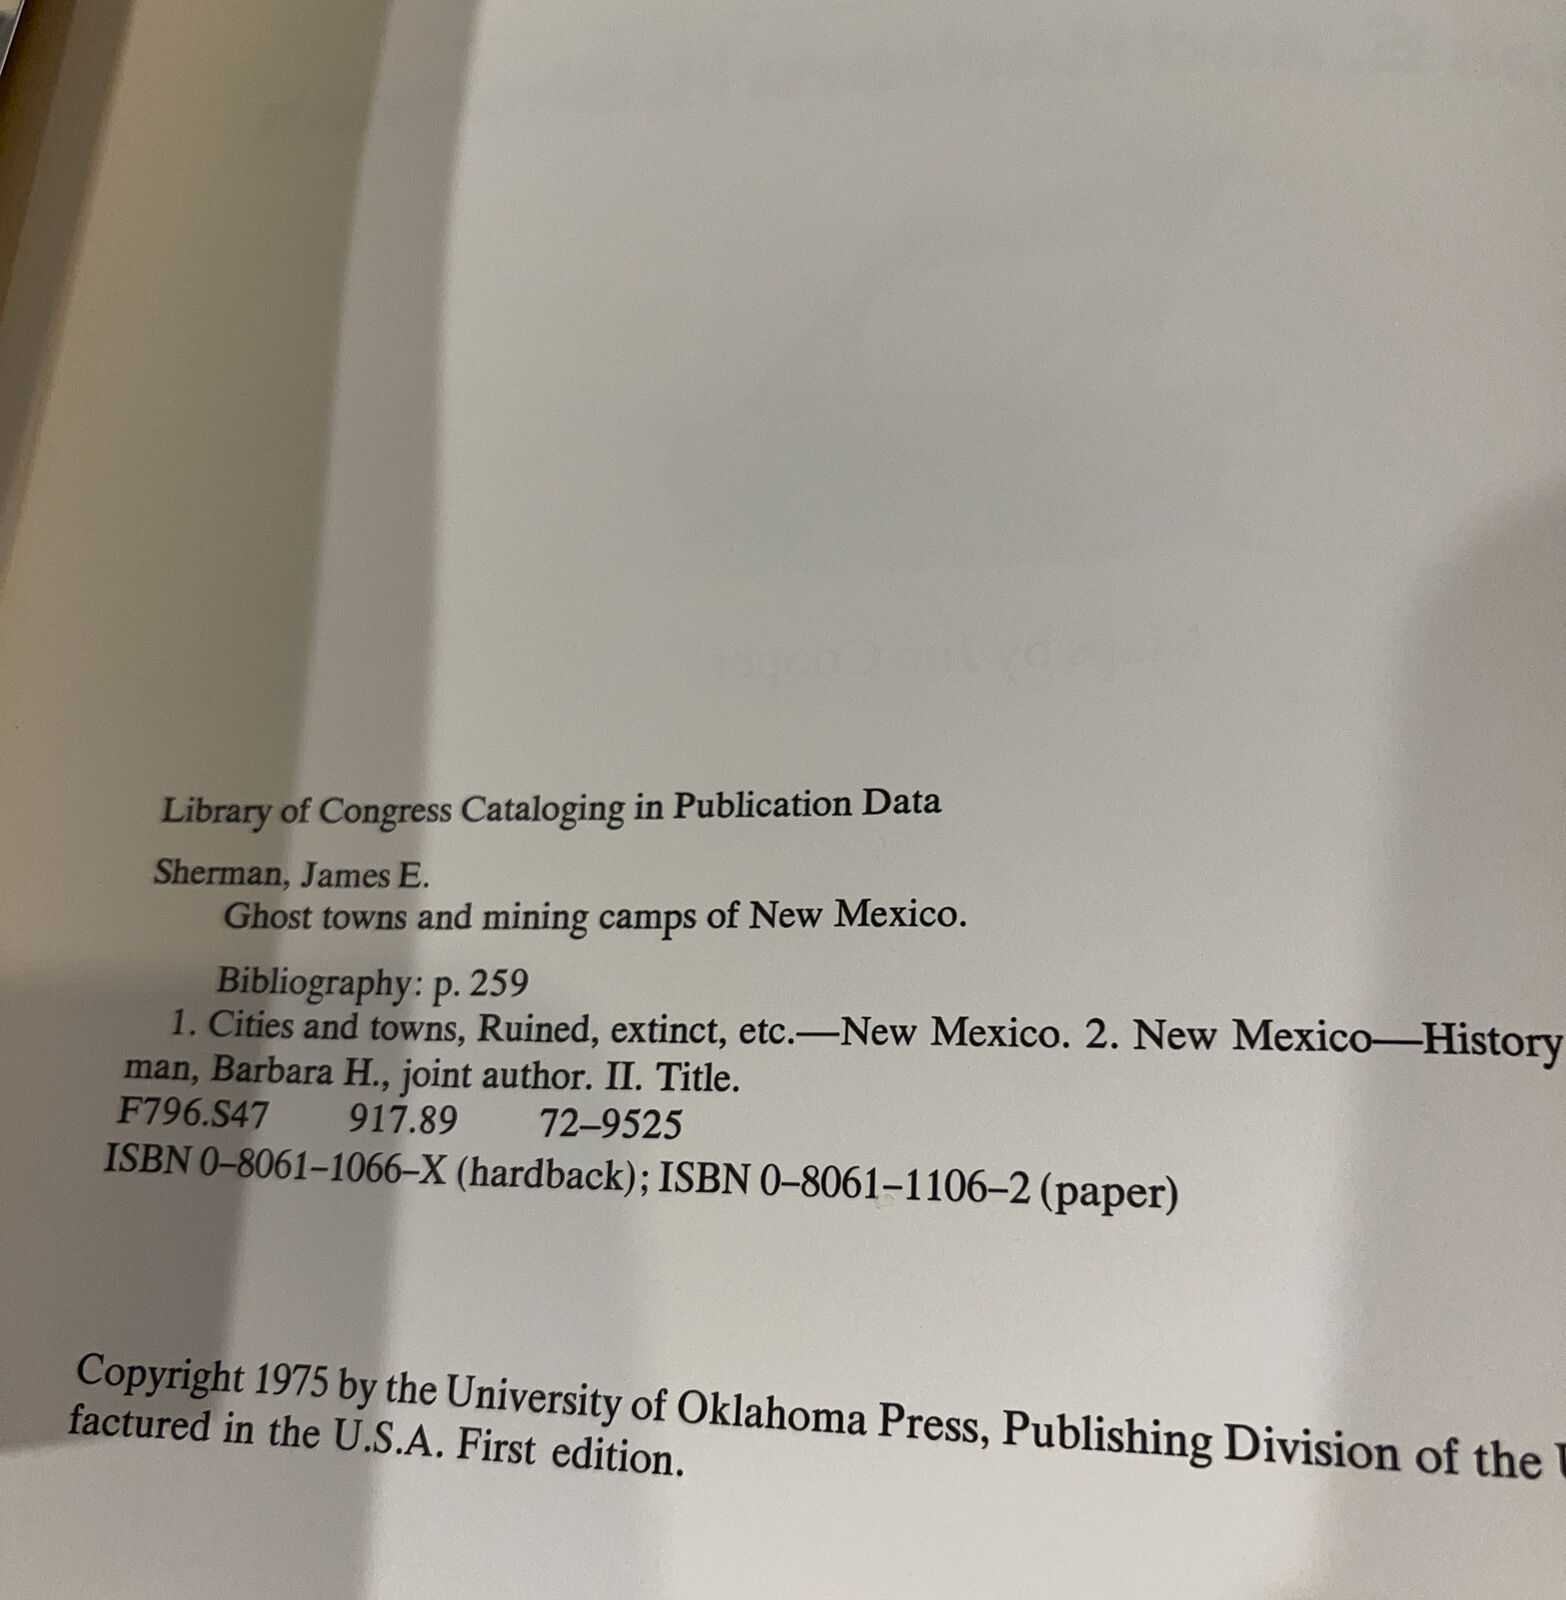 Library of Congress Cataloging in Publication Data
Sherman, James E.
Ghost towns and mining camps of New Mexico.
Bibliography: p. 259
1. Cities and towns, Ruined, extinct, etc.—New Mexico. 2. New Mexico—History
man, Barbara H., joint author. II. Title.
F796.S47 917.89 72–9525
ISBN 0–8061–1066–X (hardback); ISBN 0–8061–1106–2 (paper)
Copyright 1975 by the University of Oklahoma Press, Publishing Division of the
factured in the U.S.A. First edition.